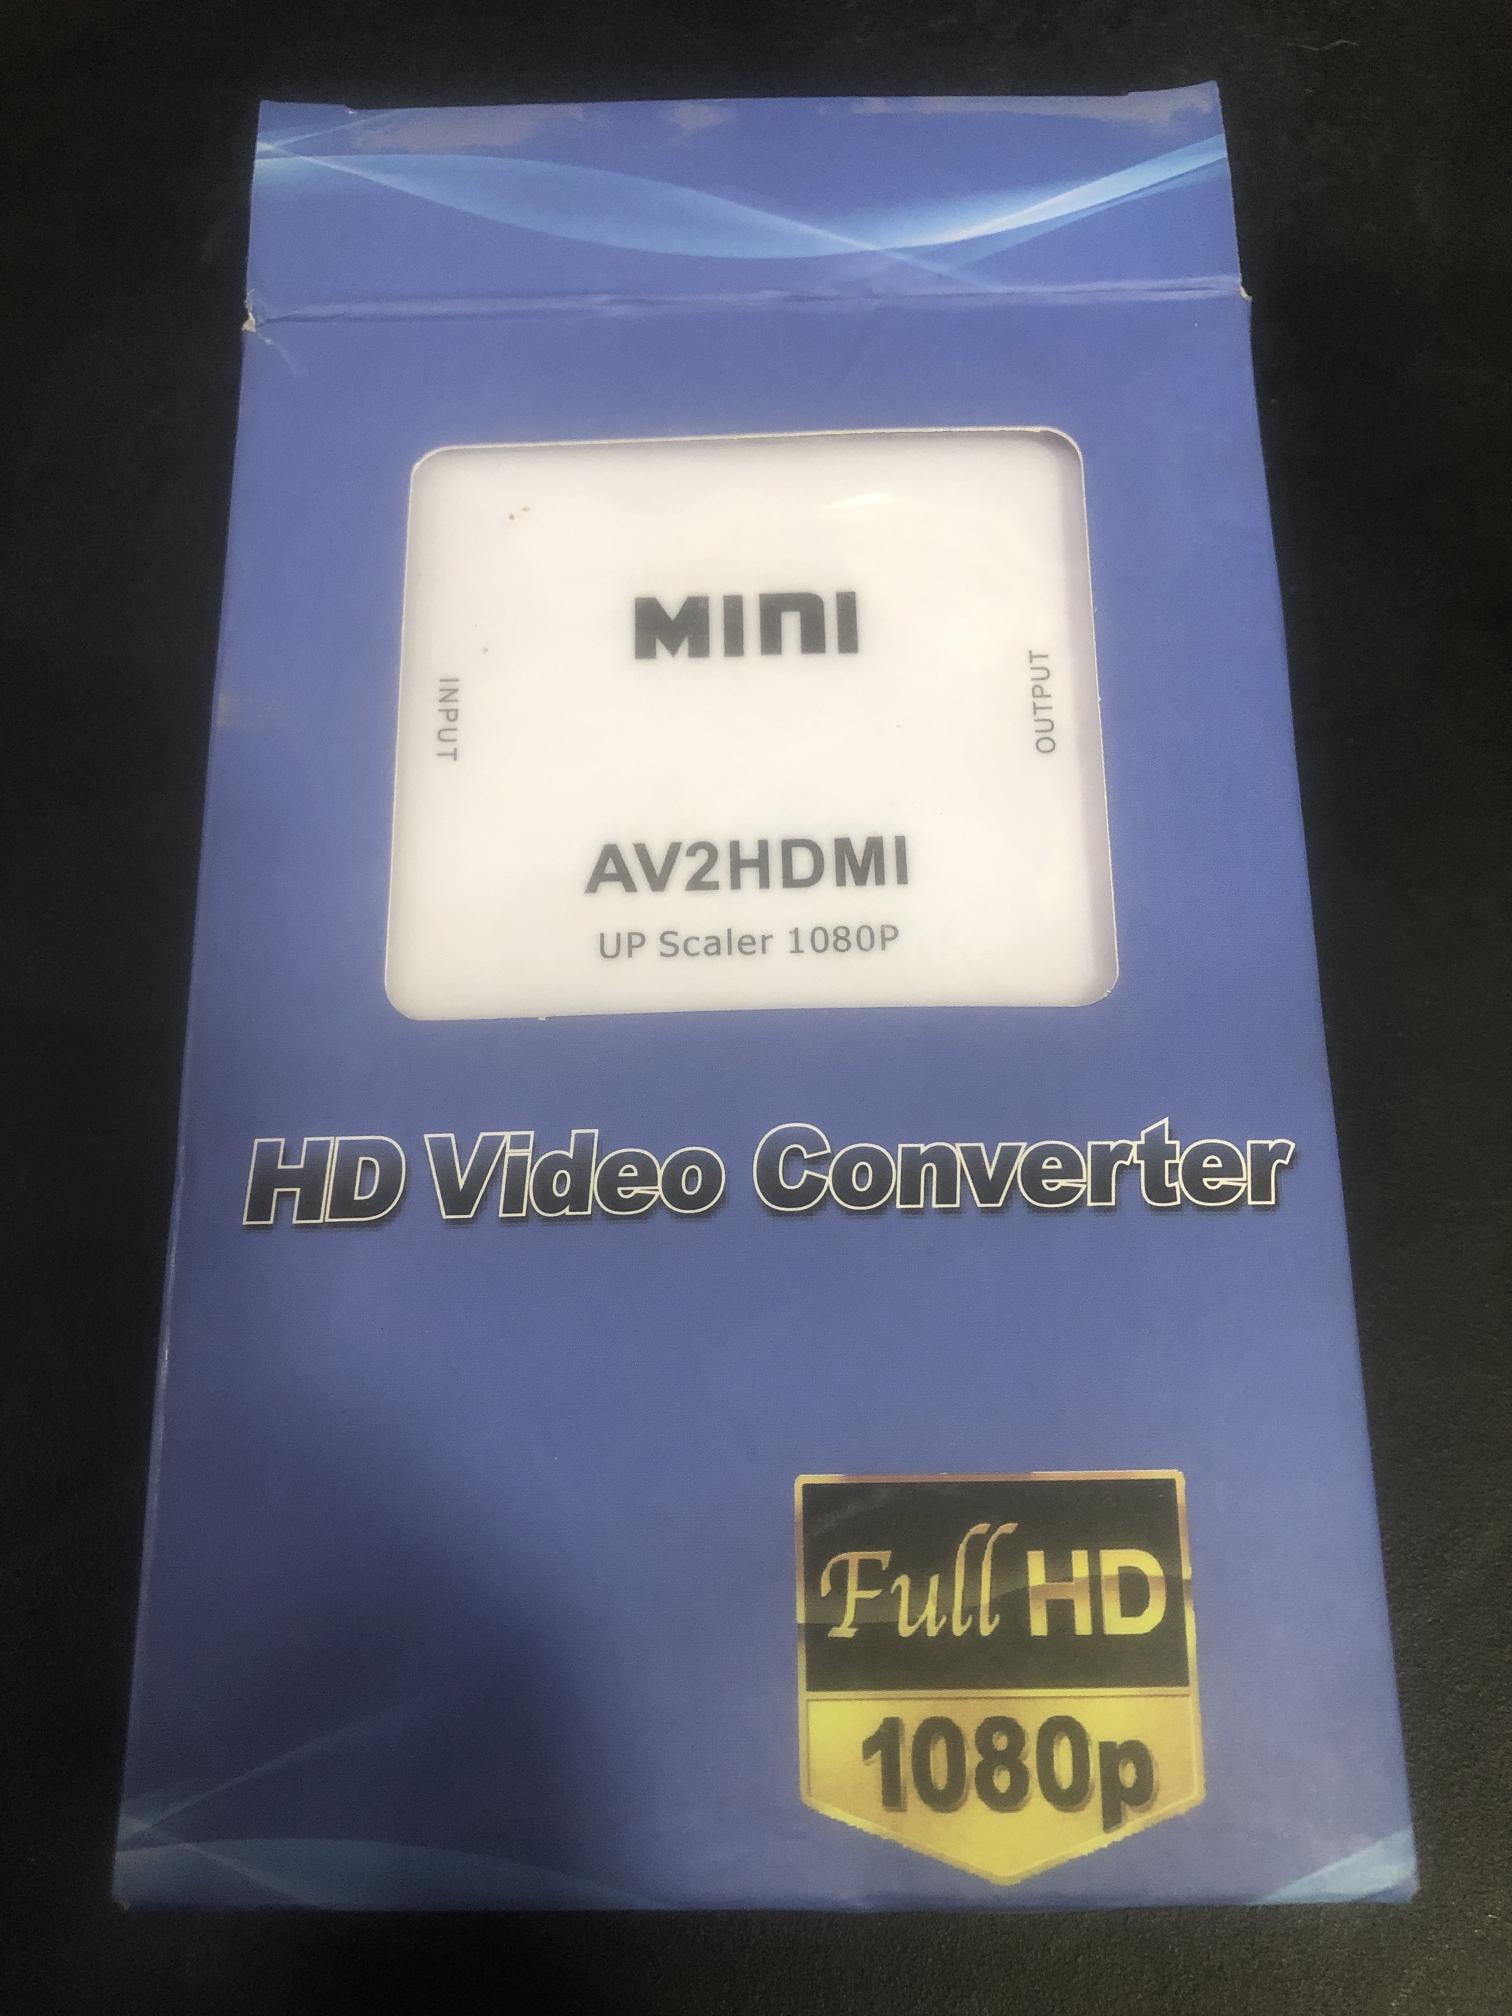 MINI
INPUT
OUTPUT
AV2HDMI
UP Scaler 1080P
HD Video Converter
Full HD
1080p